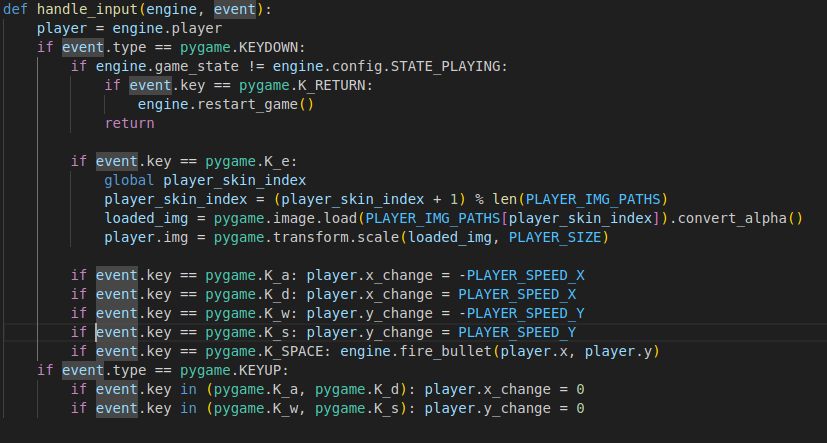 def handle_input(engine, event):
    player = engine.player
    if event.type == pygame.KEYDOWN:
        if engine.game_state != engine.config.STATE_PLAYING:
            if event.key == pygame.K_RETURN:
                engine.restart_game()
            return

        if event.key == pygame.K_e:
            global player_skin_index
            player_skin_index = (player_skin_index + 1) % len(PLAYER_IMG_PATHS)
            loaded_img = pygame.image.load(PLAYER_IMG_PATHS[player_skin_index]).convert_alpha()
            player.img = pygame.transform.scale(loaded_img, PLAYER_SIZE)

        if event.key == pygame.K_a: player.x_change = -PLAYER_SPEED_X
        if event.key == pygame.K_d: player.x_change = PLAYER_SPEED_X
        if event.key == pygame.K_w: player.y_change = -PLAYER_SPEED_Y
        if event.key == pygame.K_s: player.y_change = PLAYER_SPEED_Y
        if event.key == pygame.K_SPACE: engine.fire_bullet(player.x, player.y)
    if event.type == pygame.KEYUP:
        if event.key in (pygame.K_a, pygame.K_d): player.x_change = 0
        if event.key in (pygame.K_w, pygame.K_s): player.y_change = 0